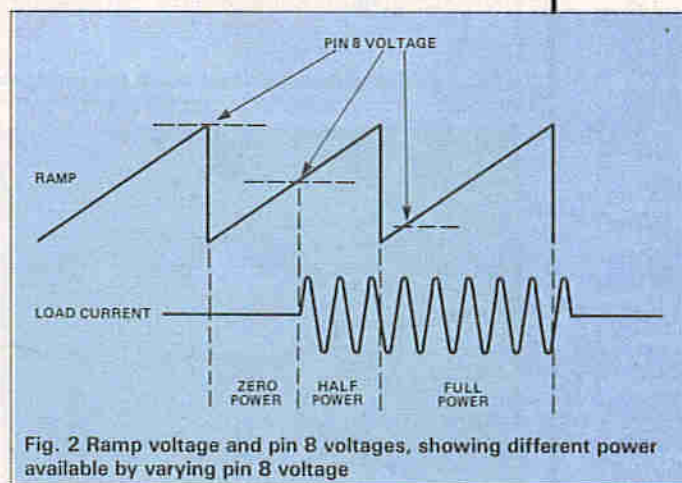 PIN 8 VOLTAGE
RAMP
LOAD CURRENT
ZERO
POWER
HALF
POWER
FULL
POWER
Fig. 2 Ramp voltage and pin 8 voltages, showing different power
available by varying pin 8 voltage